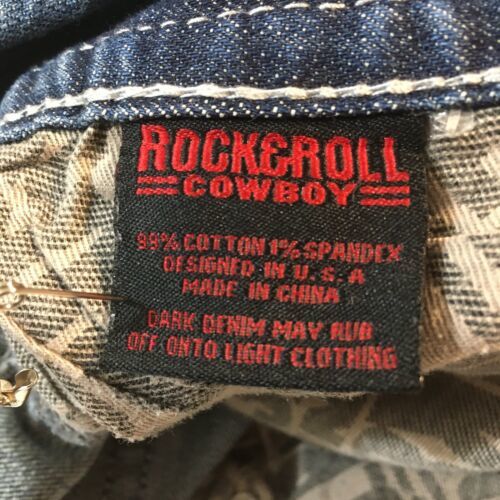 ROCK&ROLL
COWBOY
99% COTTON 1% SPANDEX
DESIGNED IN U.S.A
MADE IN CHINA
DARK DENIM MAY RUB
OFF ONTO LIGHT CLOTHING